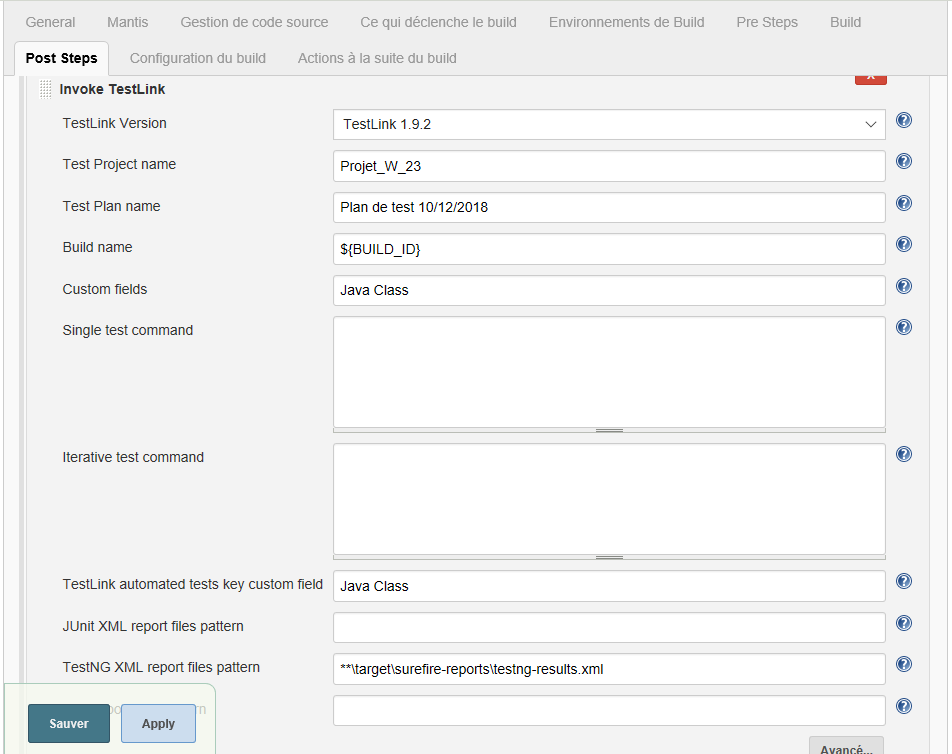 General Mantis Gestion de code source Ce qui déclenche le build Environnements de Build Pre Steps Build
Post Steps Configuration du build Actions à la suite du build
Invoke TestLink
TestLink Version TestLink 1.9.2
Test Project name Projet_W_23
Test Plan name Plan de test 10/12/2018
Build name ${BUILD_ID}
Custom fields Java Class
Single test command
Iterative test command
TestLink automated tests key custom field Java Class
JUnit XML report files pattern
TestNG XML report files pattern **\target\surefire-reports\testng-results.xml
Sauver Apply
Avancé...